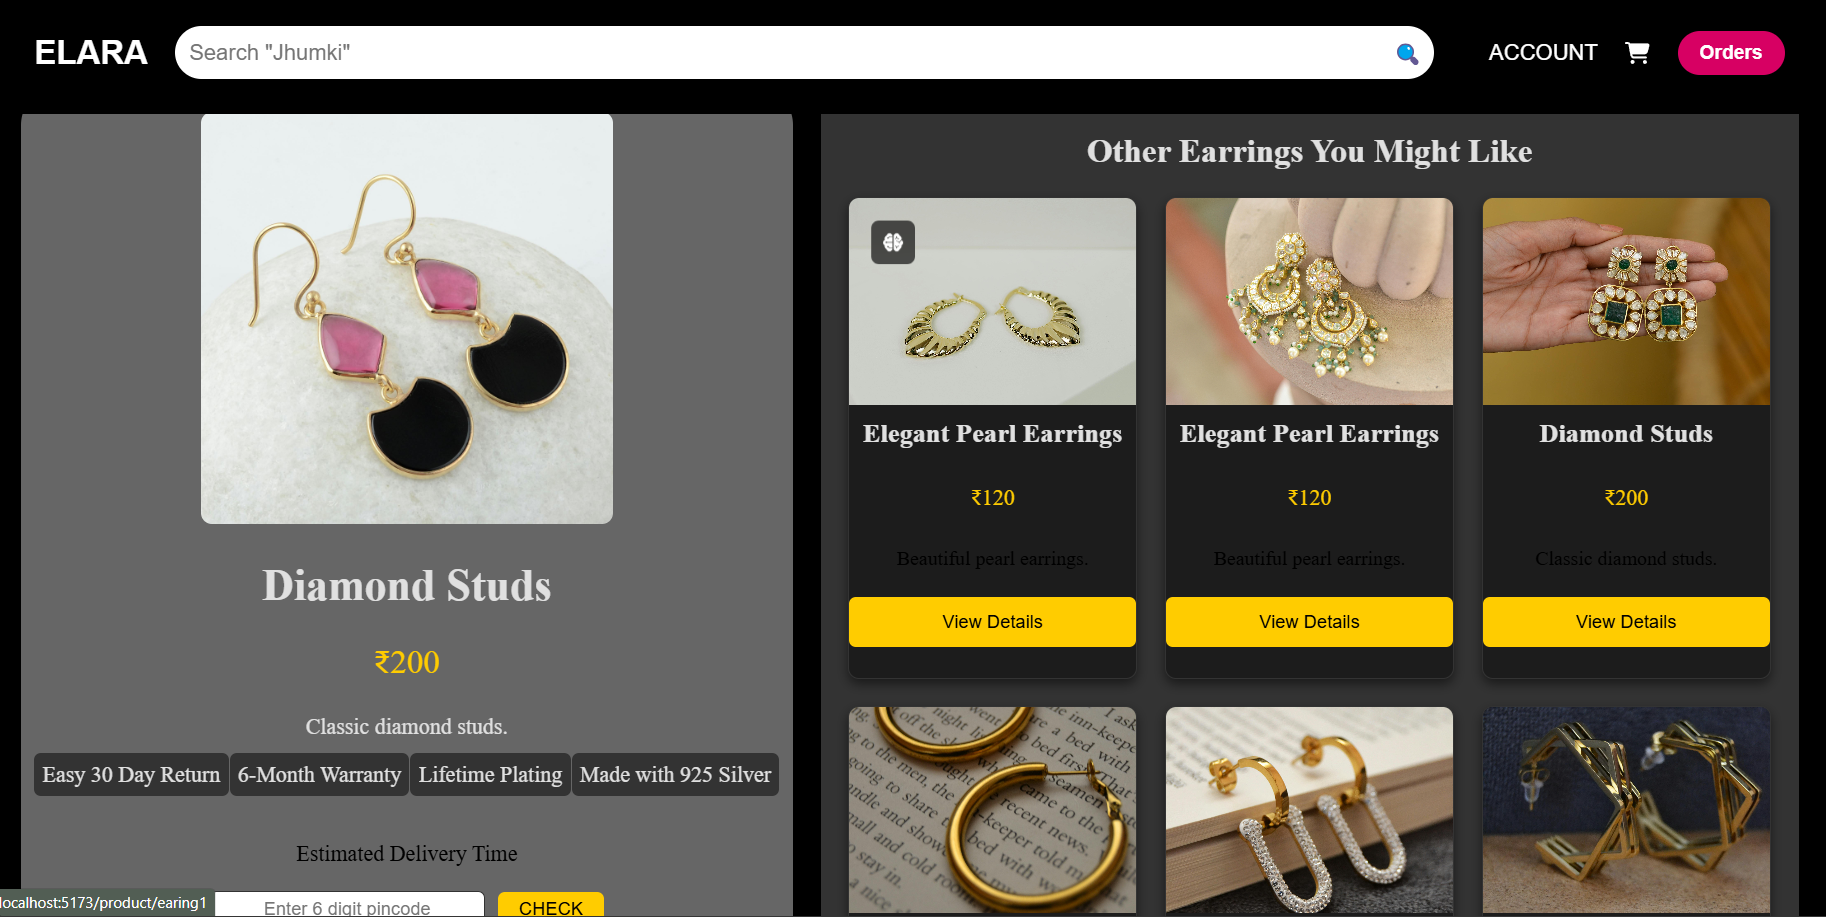 ELARA
Search "Jhumki"
ACCOUNT
Orders
Diamond Studs
₹200
Classic diamond studs.
Easy 30 Day Return
6-Month Warranty
Lifetime Plating
Made with 925 Silver
Estimated Delivery Time
Enter 6 digit pincode
CHECK
localhost:5173/product/earing1
Other Earrings You Might Like
Elegant Pearl Earrings
₹120
Beautiful pearl earrings.
View Details
Elegant Pearl Earrings
₹120
Beautiful pearl earrings.
View Details
Diamond Studs
₹200
Classic diamond studs.
View Details